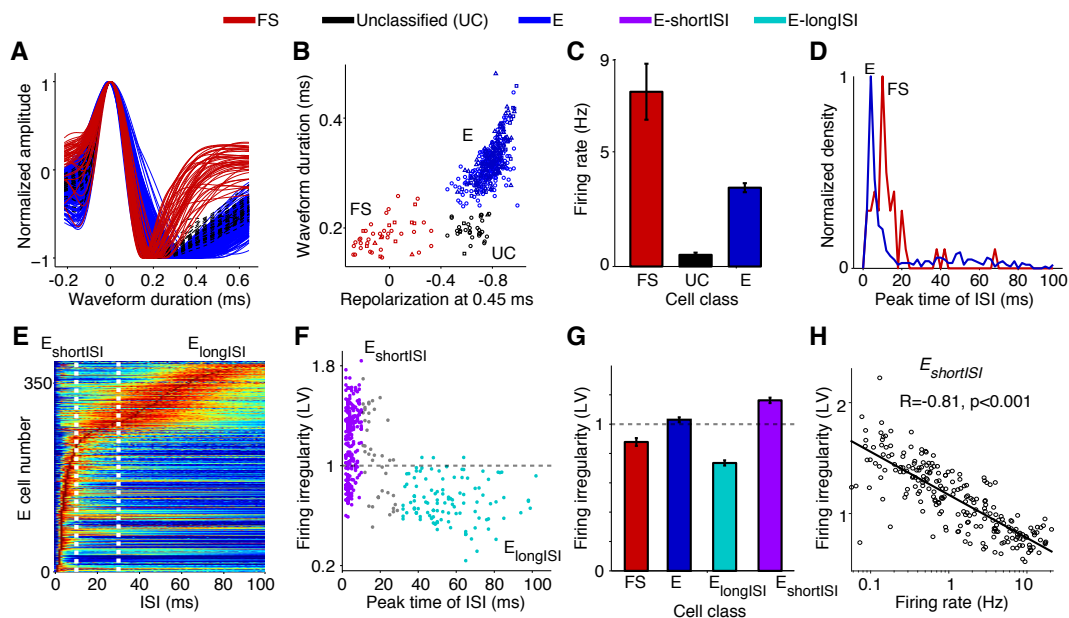 FS Unclassified (UC) E E-shortISI E-longISI
A
Normalized amplitude
1
0
−1
-0.2 0 0.2 0.4 0.6
Waveform duration (ms)
B
Waveform duration (ms)
0.4
0.2
E
FS
UC
0 -0.4 -0.8
Repolarization at 0.45 ms
C
Firing rate (Hz)
9
5
0
FS UC E
Cell class
D
Normalized density
1
0
E
FS
0 20 40 60 80 100
Peak time of ISI (ms)
E
EshortISI ElongISI
E cell number
350
0
0 20 40 60 80 100
ISI (ms)
F
EshortISI
Firing irregularity (LV)
1.8
1
0.2
ElongISI
0 20 40 60 80 100
Peak time of ISI (ms)
G
Firing irregularity (LV)
1
0
FS E ElongISI EshortISI
Cell class
H
EshortISI
R=-0.81, p<0.001
Firing irregularity (LV)
2
1
0.1 1 10
Firing rate (Hz)